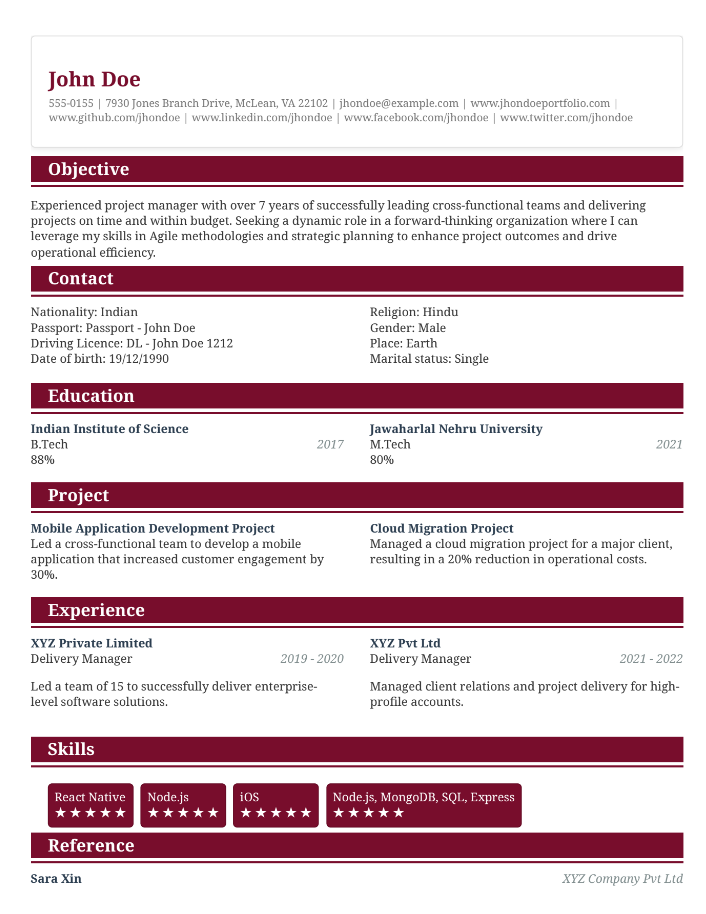 John Doe
555-0155 | 7930 Jones Branch Drive, McLean, VA 22102 | jhondoe@example.com | www.jhondoeportfolio.com |
www.github.com/jhondoe | www.linkedin.com/jhondoe | www.facebook.com/jhondoe | www.twitter.com/jhondoe
Objective
Experienced project manager with over 7 years of successfully leading cross-functional teams and delivering
projects on time and within budget. Seeking a dynamic role in a forward-thinking organization where I can
leverage my skills in Agile methodologies and strategic planning to enhance project outcomes and drive
operational efficiency.
Contact
Nationality: Indian
Passport: Passport - John Doe
Driving Licence: DL - John Doe 1212
Date of birth: 19/12/1990
Religion: Hindu
Gender: Male
Place: Earth
Marital status: Single
Education
Indian Institute of Science
B.Tech 2017
88%
Jawaharlal Nehru University
M.Tech 2021
80%
Project
Mobile Application Development Project
Led a cross-functional team to develop a mobile
application that increased customer engagement by
30%.
Cloud Migration Project
Managed a cloud migration project for a major client,
resulting in a 20% reduction in operational costs.
Experience
XYZ Private Limited
Delivery Manager 2019 - 2020
Led a team of 15 to successfully deliver enterprise-
level software solutions.
XYZ Pvt Ltd
Delivery Manager 2021 - 2022
Managed client relations and project delivery for high-
profile accounts.
Skills
React Native
★★★★★
Node.js
★★★★★
iOS
★★★★★
Node.js, MongoDB, SQL, Express
★★★★★
Reference
Sara Xin XYZ Company Pvt Ltd